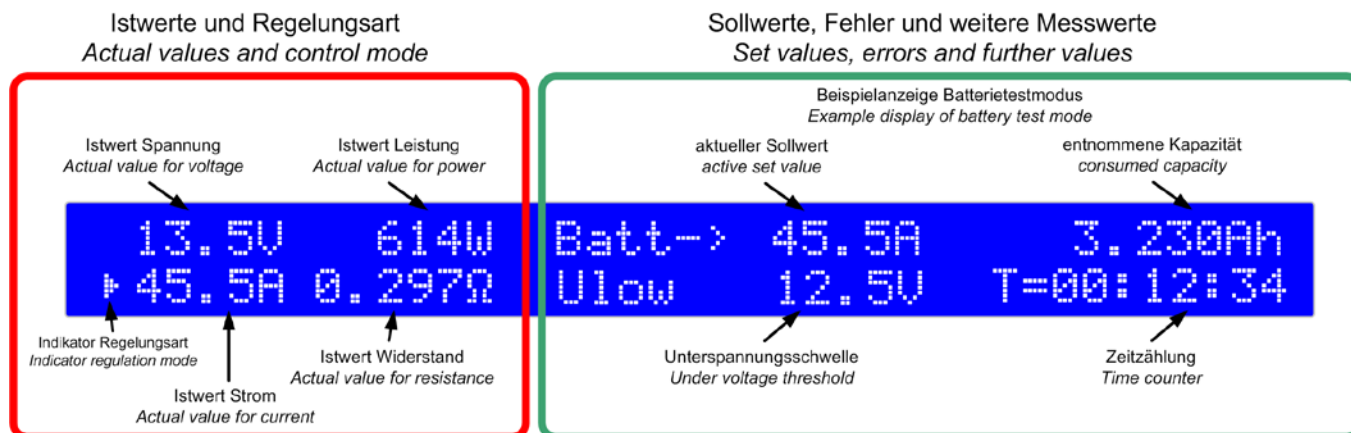 Istwerte und Regelungsart
Actual values and control mode
Sollwerte, Fehler und weitere Messwerte
Set values, errors and further values
Beispielanzeige Batterietestmodus
Example display of battery test mode
Istwert Spannung
Actual value for voltage
Istwert Leistung
Actual value for power
aktueller Sollwert
active set value
entnommene Kapazität
consumed capacity
13.5V 614W Batt-> 45.5A 3.230Ah
45.5A 0.297Ω Ulow 12.5V T=00:12:34
Indikator Regelungsart
Indicator regulation mode
Istwert Strom
Actual value for current
Istwert Widerstand
Actual value for resistance
Unterspannungsschwelle
Under voltage threshold
Zeitzählung
Time counter